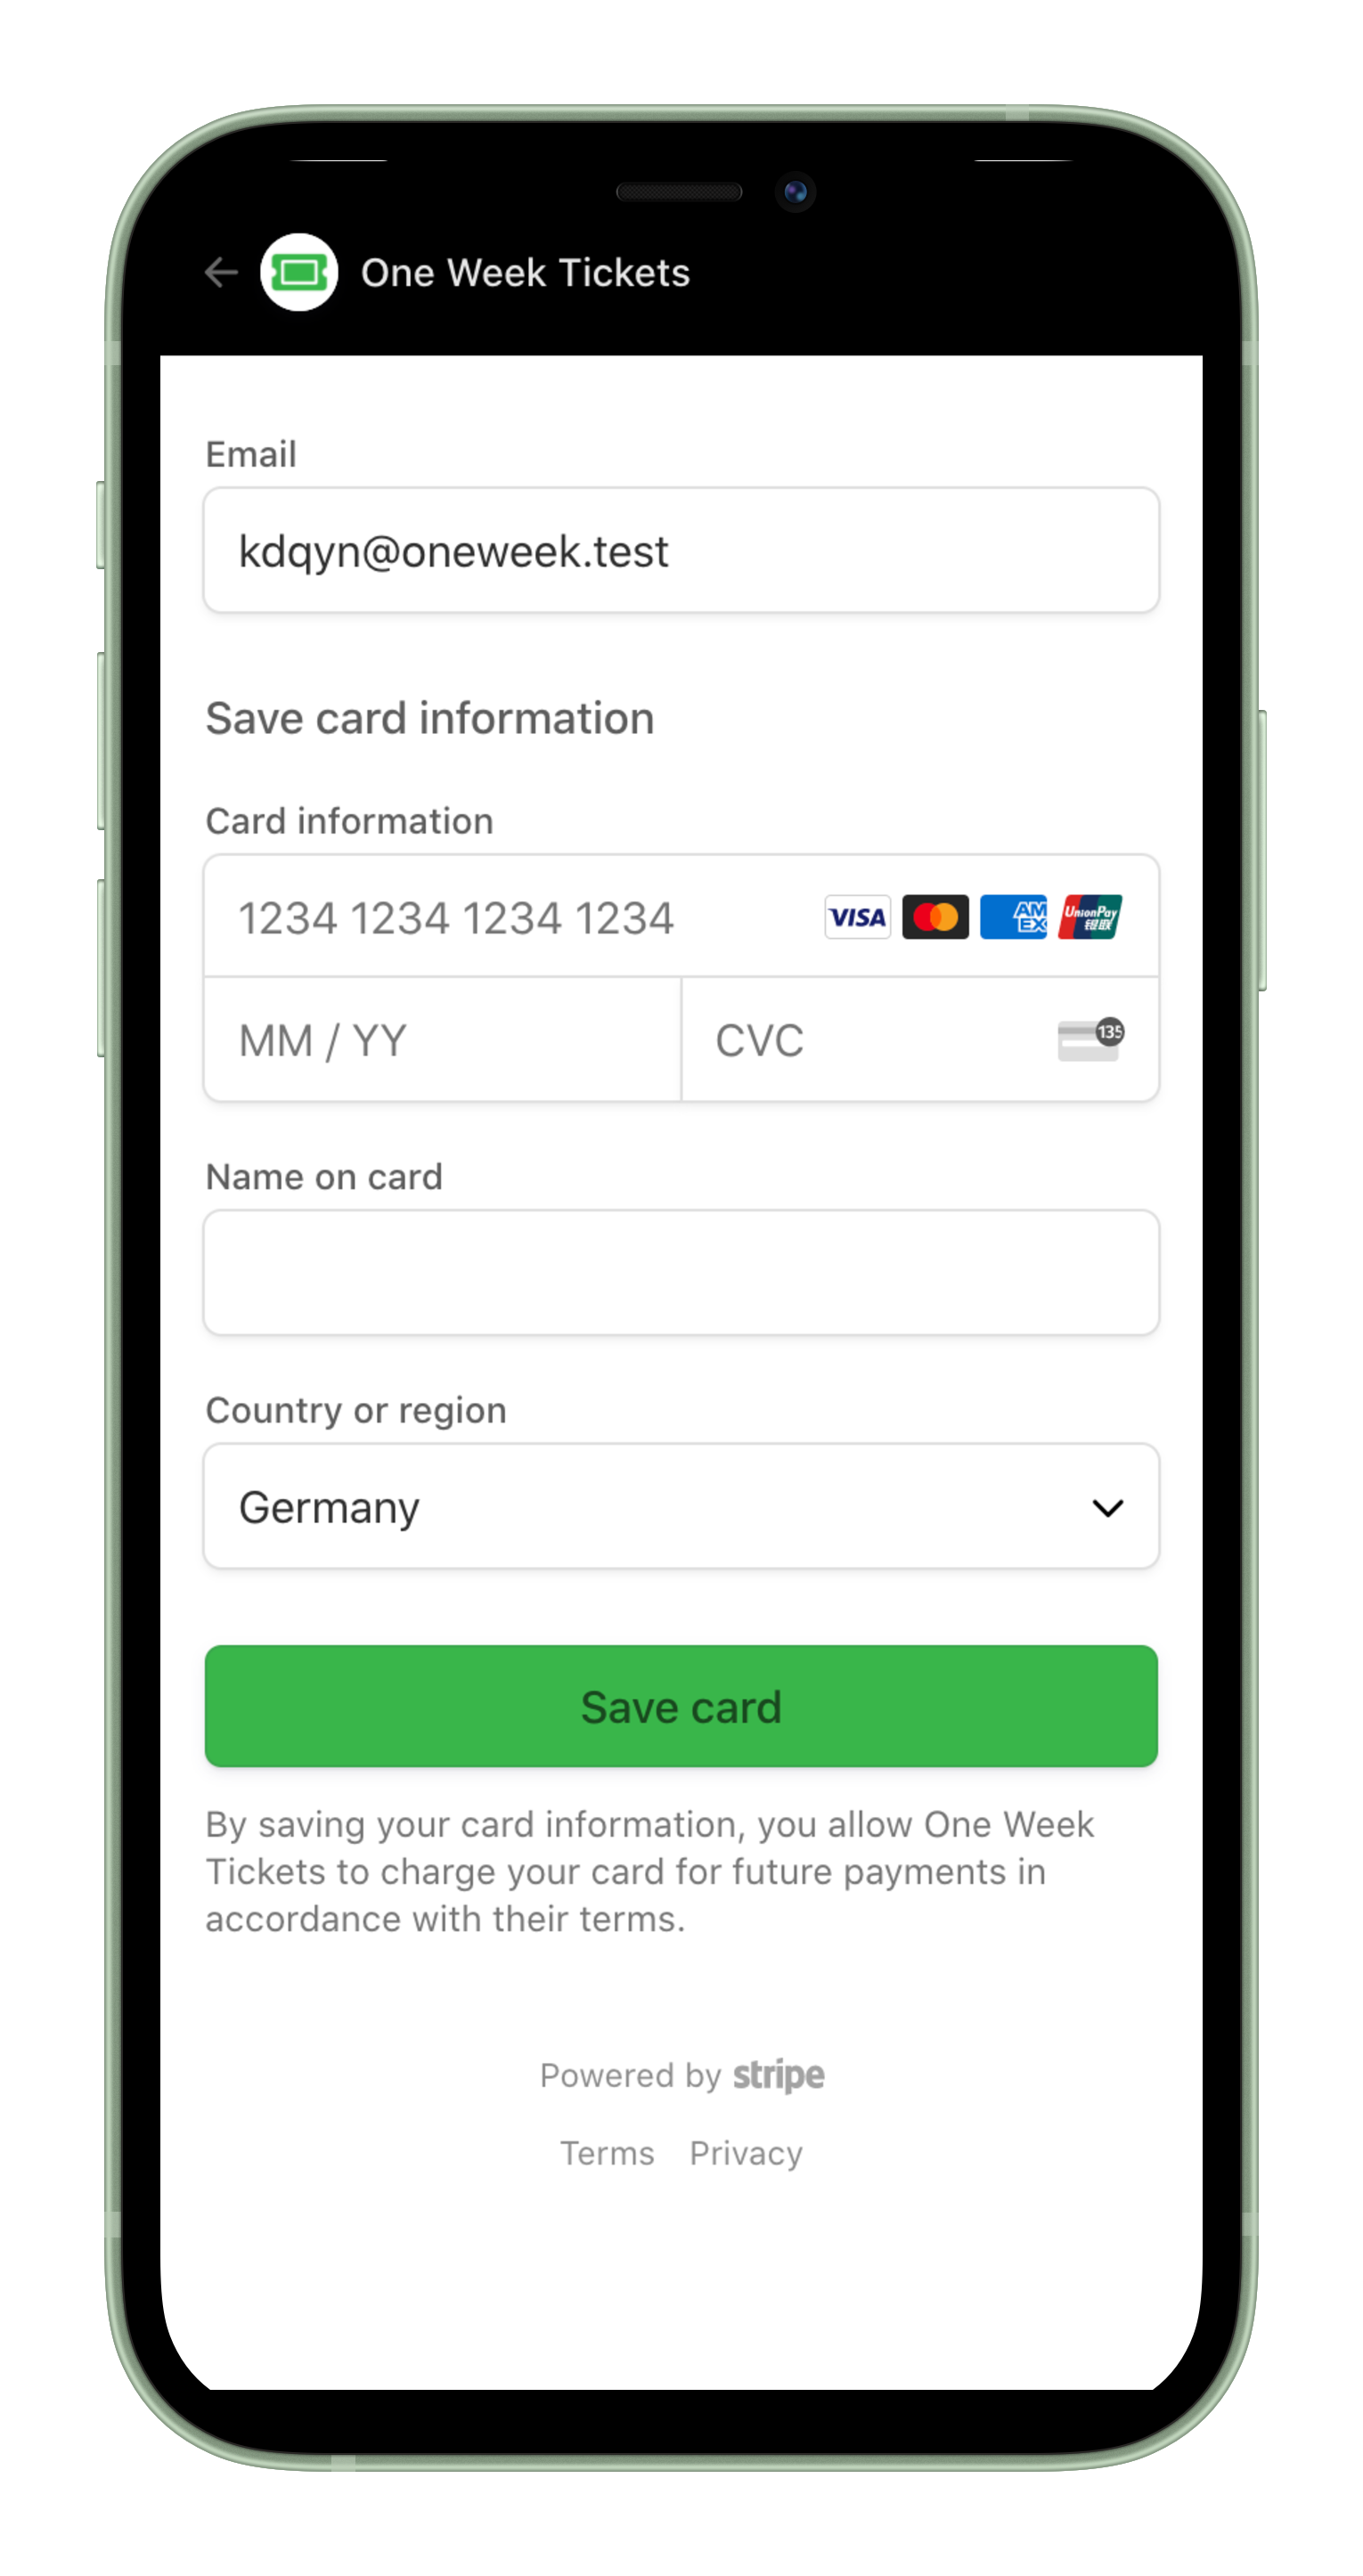 One Week Tickets
Email
kdqyn@oneweek.test
Save card information
Card information
1234 1234 1234 1234 VISA AMEX UnionPay 银联
MM / YY CVC 135
Name on card
Country or region
Germany
Save card
By saving your card information, you allow One Week
Tickets to charge your card for future payments in
accordance with their terms.
Powered by stripe
Terms Privacy